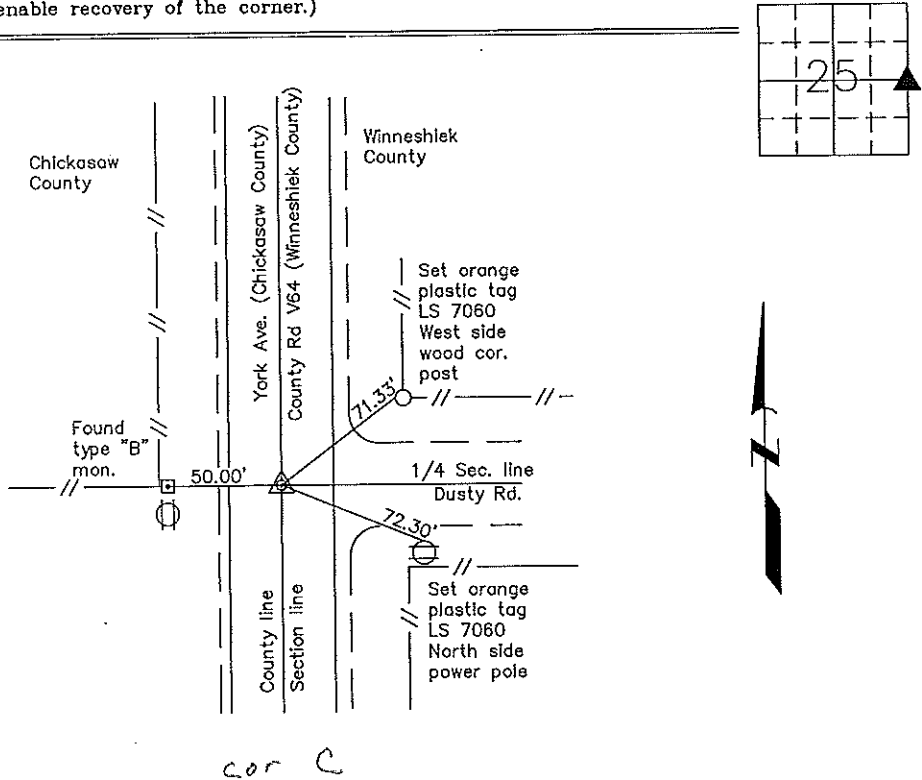 enable recovery of the corner.)
25
Chickasaw
County
York Ave. (Chickasaw County)
County Rd V64 (Winneshiek County)
Winneshiek
County
Set orange
plastic tag
LS 7060
West side
wood cor.
post
71.33'
Found
type "B"
mon.
50.00'
1/4 Sec. line
Dusty Rd.
72.30'
County line
Section line
Set orange
plastic tag
LS 7060
North side
power pole
cor C